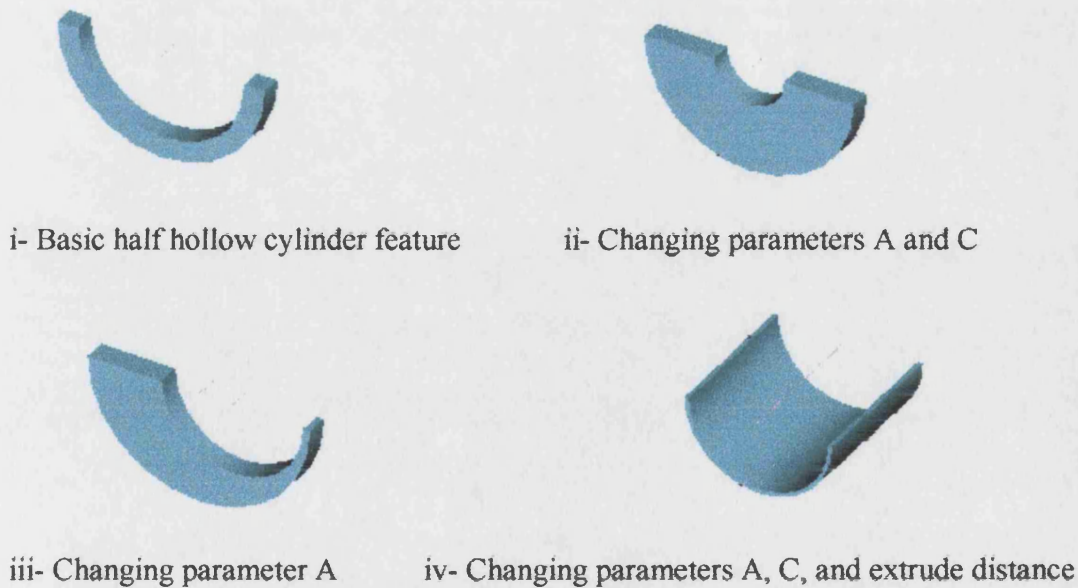 i- Basic half hollow cylinder feature
ii- Changing parameters A and C
iii- Changing parameter A
iv- Changing parameters A, C, and extrude distance